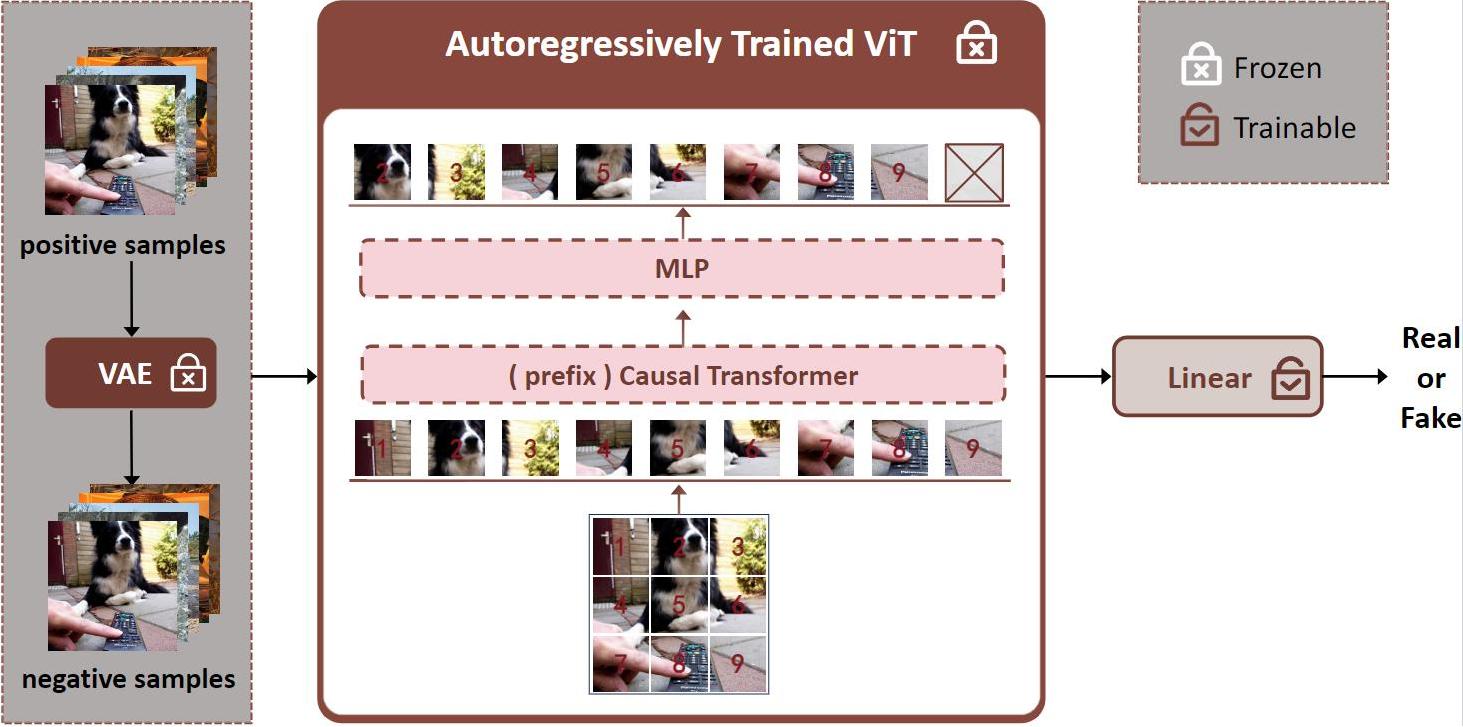 positive samples
VAE
negative samples
Autoregressively Trained ViT
2 3 4 5 6 7 8 9
MLP
( prefix ) Causal Transformer
1 2 3 4 5 6 7 8 9
1 2 3
4 5 6
7 8 9
Frozen
Trainable
Linear
Real
or
Fake